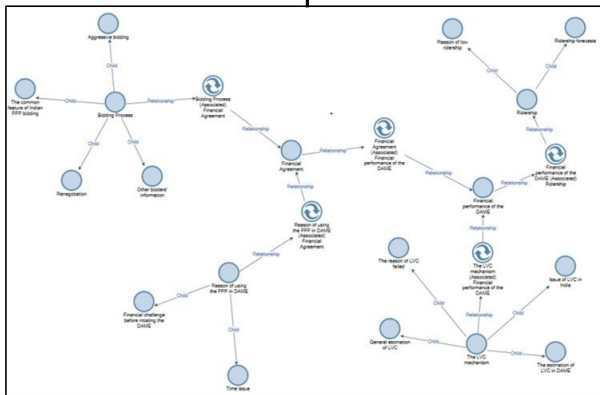 Aggressive bidding
Child
The common
feature of Indian
PPP bidding
Child
Bidding Process
Relationship
Bidding Process
(Associated)
Financial
Agreement
Child
Child
Renegotiation
Other bidders'
information
Relationship
Financial
Agreement
Relationship
Financial
Agreement
(Associated)
Financial
performance of the
DAME
Relationship
Reason of using
the PPP in DAME
(Associated)
Financial
Agreement
Relationship
Reason of using
the PPP in DAME
Child
Financial challenge
before initiating the
DAME
Child
Time issue
Reason of low
ridership
Ridership forecasts
Child
Child
Ridership
Relationship
Financial
performance of the
DAME (Associated)
Ridership
Relationship
Relationship
Financial
performance of the
DAME
Relationship
The LVC
mechanism
(Associated)
Financial
performance of the
DAME
The reason of LVC
failed
Issue of LVC in
India
Child
Child
Relationship
General estimation
of LVC
Child
The LVC
mechanism
Child
The estimation
of LVC in DAME